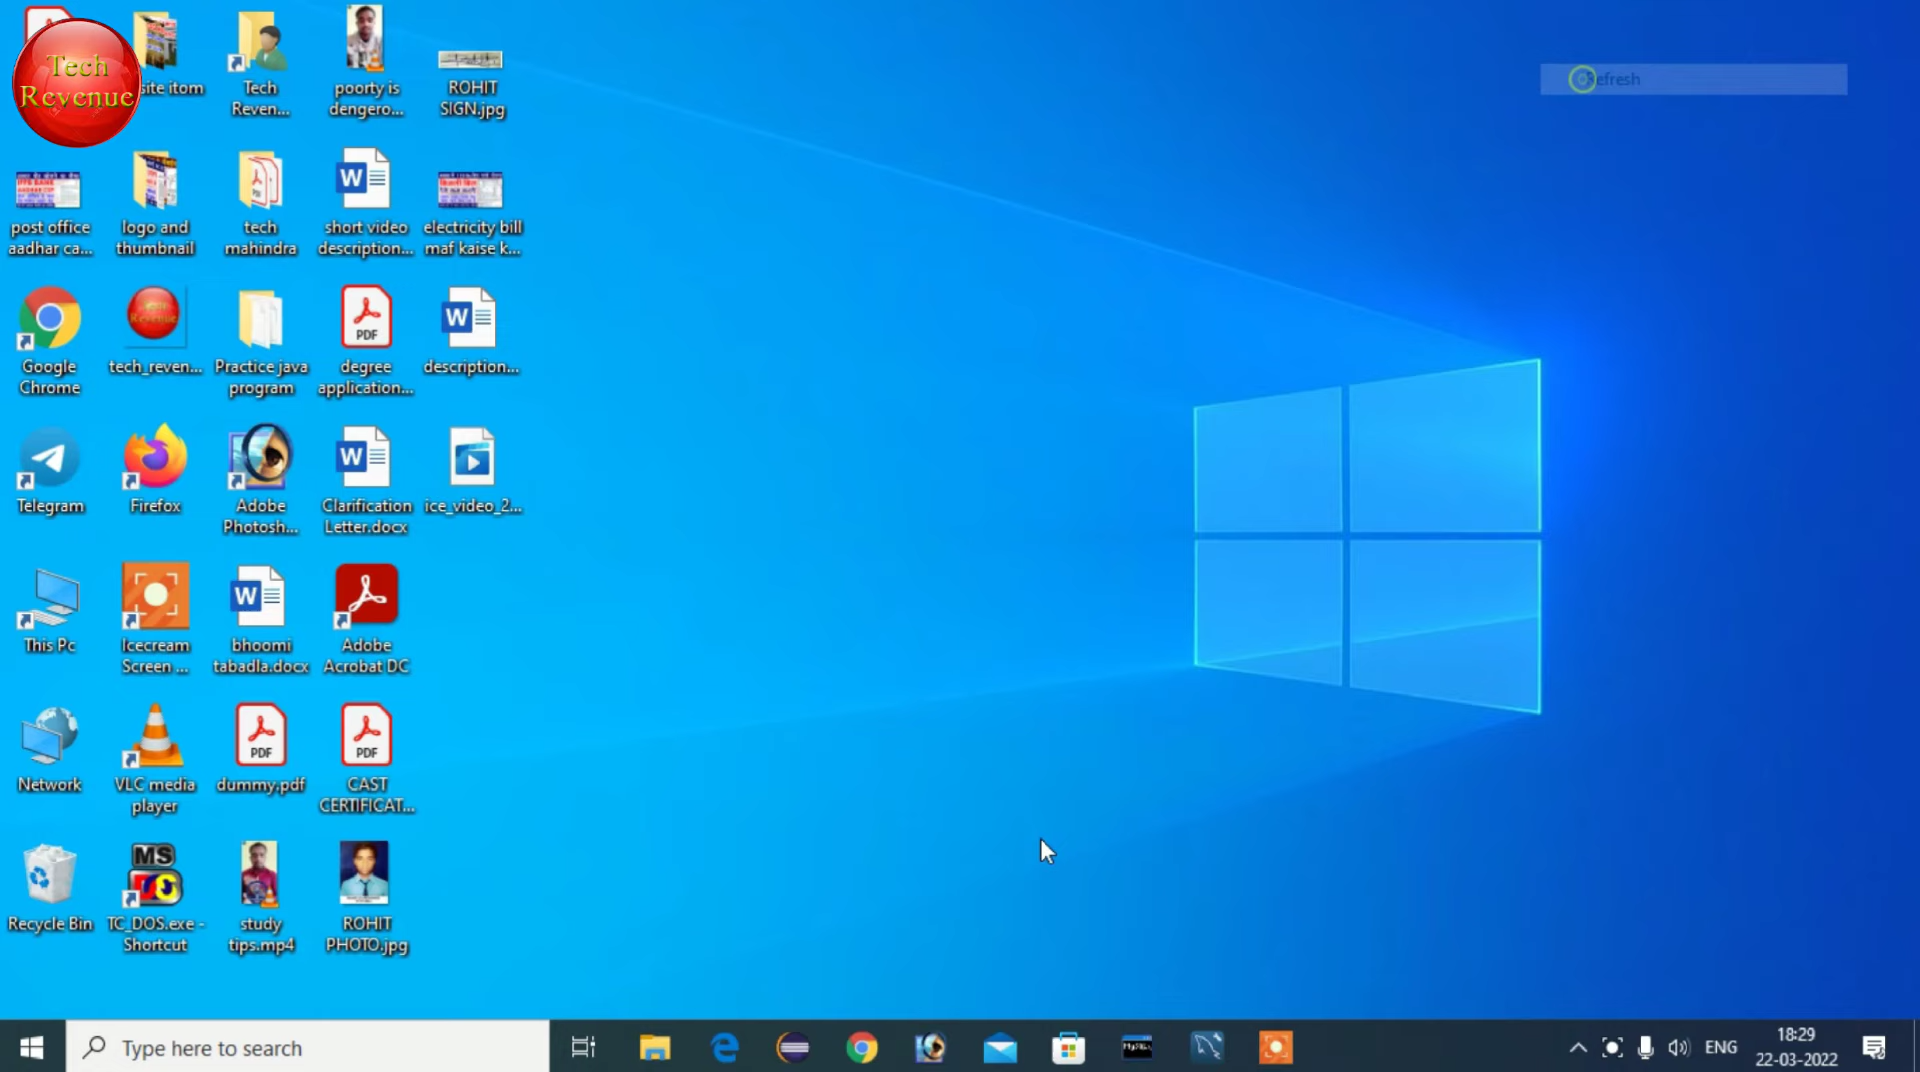 Tech
Revenue
site itom
Tech
Reven...
poorty is
dengero...
ROHIT
SIGN.jpg
post office
aadhar ca...
logo and
thumbnail
tech
mahindra
short video
description...
electricity bill
maf kaise k...
Google
Chrome
tech_reven...
Practice java
program
degree
application...
description...
Telegram
Firefox
Adobe
Photosh...
Clarification
Letter.docx
ice_video_2...
This Pc
Icecream
Screen ...
bhoomi
tabadla.docx
Adobe
Acrobat DC
Network
VLC media
player
dummy.pdf
CAST
CERTIFICAT...
Recycle Bin
TC_DOS.exe -
Shortcut
study
tips.mp4
ROHIT
PHOTO.jpg
PDF
PDF
PDF
W
W
W
W
MS
efresh
Type here to search
ENG
18:29
22-03-2022